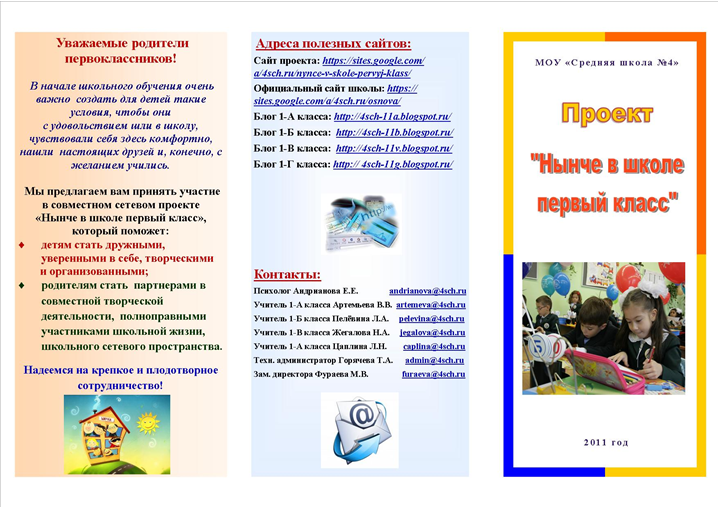 Уважаемые родители
первоклассников!
В начале школьного обучения очень
важно создать для детей такие
условия, чтобы они
с удовольствием шли в школу,
чувствовали себя здесь комфортно,
нашли настоящих друзей и, конечно, с
желанием учились.
Мы предлагаем вам принять участие
в совместном сетевом проекте
«Нынче в школе первый класс»,
который поможет:
♦ детям стать дружными,
уверенными в себе, творческими
и организованными;
♦ родителям стать партнерами в
совместной творческой
деятельности, полноправными
участниками школьной жизни,
школьного сетевого пространства.
Надеемся на крепкое и плодотворное
сотрудничество!
Адреса полезных сайтов:
Сайт проекта: https://sites.google.com/
a/4sch.ru/nynce-v-skole-pervyj-klass/
Официальный сайт школы: https://
sites.google.com/a/4sch.ru/osnova/
Блог 1-А класса: http://4sch-11a.blogspot.ru/
Блог 1-Б класса: http://4sch-11b.blogspot.ru/
Блог 1-В класса: http://4sch-11v.blogspot.ru/
Блог 1-Г класса: http:// 4sch-11g.blogspot.ru/
http://
Контакты:
Психолог Андрианова Е.Е. andrianova@4sch.ru
Учитель 1-А класса Артемьева В.В. artemeva@4sch.ru
Учитель 1-Б класса Пелёвина Л.А. pelevina@4sch.ru
Учитель 1-В класса Жегалова Н.А. jegalova@4sch.ru
Учитель 1-А класса Цаплина Л.Н. caplina@4sch.ru
Техн. администратор Горячева Т.А. admin@4sch.ru
Зам. директора Фураева М.В. furaeva@4sch.ru
МОУ «Средняя школа №4»
Проект
"Нынче в школе
первый класс"
2011 год